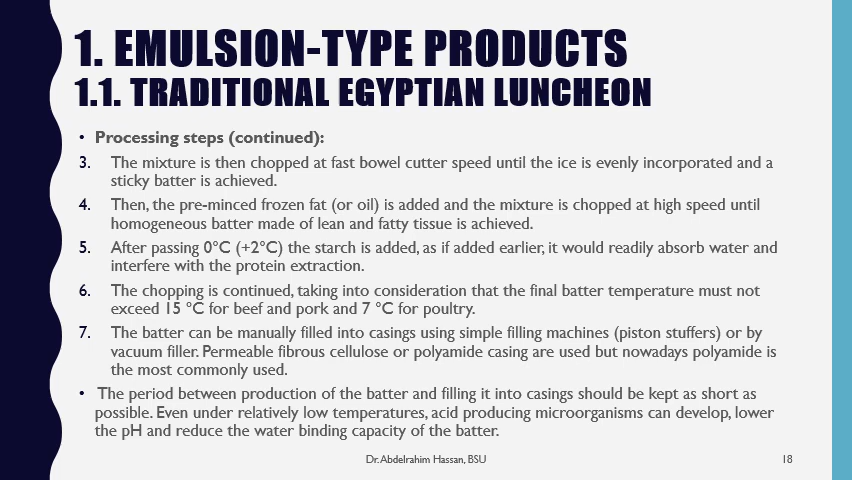 1. EMULSION-TYPE PRODUCTS
1.1. TRADITIONAL EGYPTIAN LUNCHEON
• Processing steps (continued):
3. The mixture is then chopped at fast bowel cutter speed until the ice is evenly incorporated and a
sticky batter is achieved.
4. Then, the pre-minced frozen fat (or oil) is added and the mixture is chopped at high speed until
homogeneous batter made of lean and fatty tissue is achieved.
5. After passing 0°C (+2°C) the starch is added, as if added earlier, it would readily absorb water and
interfere with the protein extraction.
6. The chopping is continued, taking into consideration that the final batter temperature must not
exceed 15 °C for beef and pork and 7 °C for poultry.
7. The batter can be manually filled into casings using simple filling machines (piston stuffers) or by
vacuum filler. Permeable fibrous cellulose or polyamide casing are used but nowadays polyamide is
the most commonly used.
• The period between production of the batter and filling it into casings should be kept as short as
possible. Even under relatively low temperatures, acid producing microorganisms can develop, lower
the pH and reduce the water binding capacity of the batter.
Dr. Abdelrahim Hassan, BSU
18